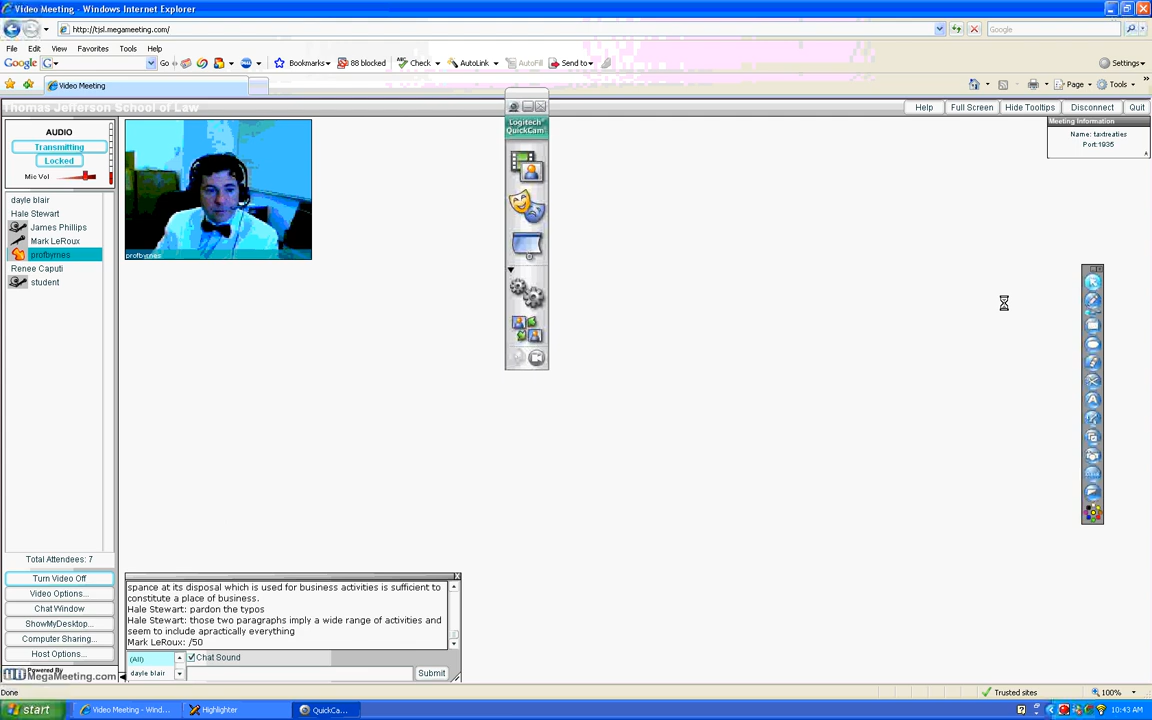 Video Meeting - Windows Internet Explorer
http://tjsl.megameeting.com/
Google
File Edit View Favorites Tools Help
Google G Go Bookmarks 88 blocked Check AutoLink AutoFill Send to Settings
Video Meeting Page Tools
Thomas Jefferson School of Law Help Full Screen Hide Tooltips Disconnect Quit
Meeting Information
Name: taxtreaties
Port:1935
AUDIO
Transmitting
Locked
Mic Vol
Logitech
QuickCam
dayle blair
Hale Stewart
James Phillips
Mark LeRoux
profbyrnes
Renee Caputi
student
profbyrnes
Total Attendees: 7
Turn Video Off
Video Options...
Chat Window
ShowMyDesktop...
Computer Sharing...
Host Options...
Powered By
MegaMeeting.com
spance at its disposal which is used for business activities is sufficient to
constitute a place of business.
Hale Stewart: pardon the typos
Hale Stewart: those two paragraphs imply a wide range of activities and
seem to include apractically everything
Mark LeRoux: /50
(All) Chat Sound
dayle blair Submit
Done Trusted sites 100%
start Video Meeting - Wind... Highlighter QuickCa... 10:43 AM